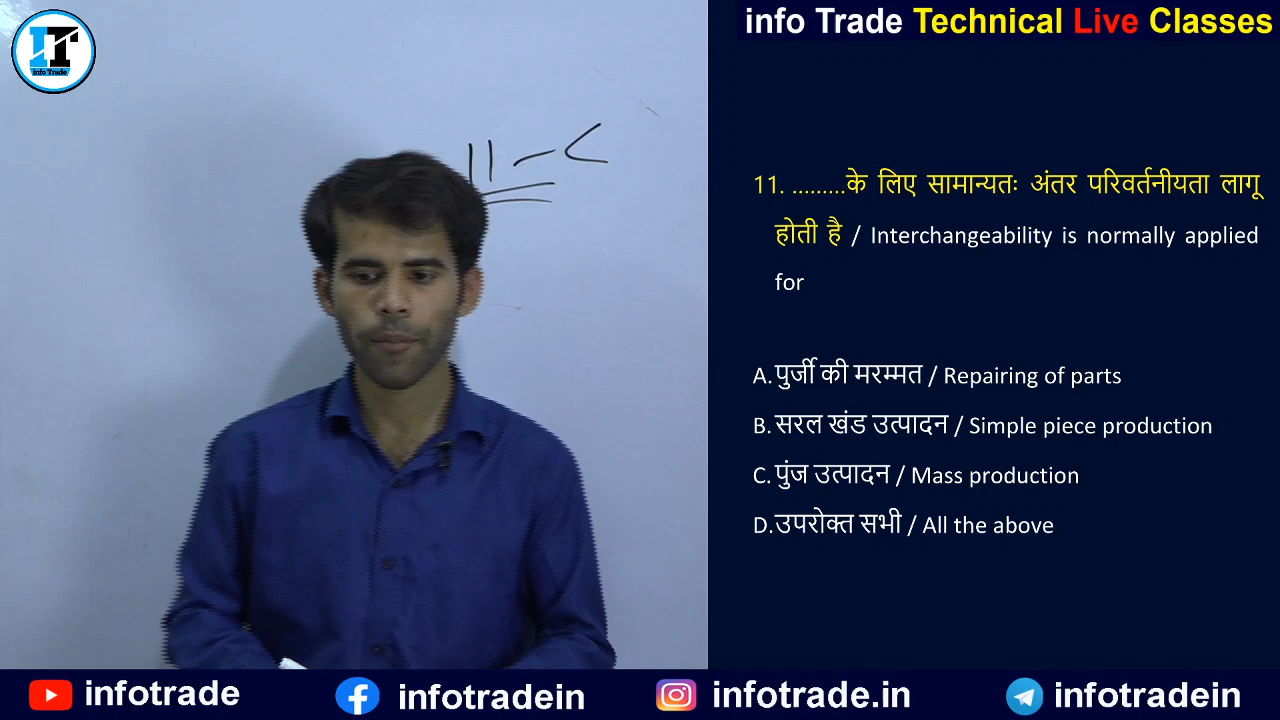 IT
Info Trade
info Trade Technical Live Classes
11 - C
11. .........के लिए सामान्यतः अंतर परिवर्तनीयता लागू
होती है / Interchangeability is normally applied
for
A. पुर्जी की मरम्मत / Repairing of parts
B. सरल खंड उत्पादन / Simple piece production
C. पुंज उत्पादन / Mass production
D. उपरोक्त सभी / All the above
infotrade
infotradein
infotrade.in
infotradein